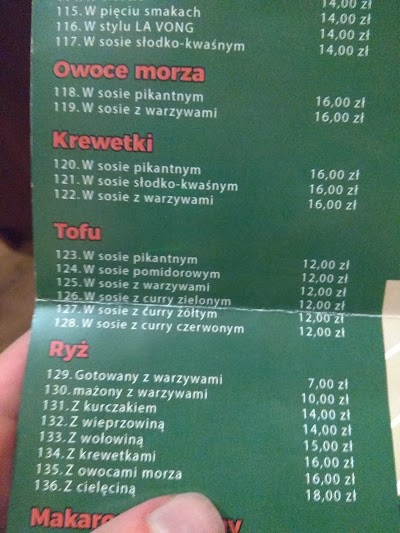 115. W pięciu smakach 14,00 zł
116. W stylu LA VONG 14,00 zł
117. W sosie słodko-kwaśnym 14,00 zł
Owoce morza
118. W sosie pikantnym 16,00 zł
119. W sosie z warzywami 16,00 zł
Krewetki
120. W sosie pikantnym 16,00 zł
121. W sosie słodko-kwaśnym 16,00 zł
122. W sosie z warzywami 16,00 zł
Tofu
123. W sosie pikantnym 12,00 zł
124. W sosie pomidorowym 12,00 zł
125. W sosie z warzywami 12,00 zł
126. W sosie z curry zielonym 12,00 zł
127. W sosie z curry żółtym 12,00 zł
128. W sosie z curry czerwonym 12,00 zł
Ryż
129. Gotowany z warzywami 7,00 zł
130. mażony z warzywami 10,00 zł
131. Z kurczakiem 14,00 zł
132. Z wieprzowiną 14,00 zł
133. Z wołowiną 15,00 zł
134. Z krewetkami 16,00 zł
135. Z owocami morza 16,00 zł
136. Z cielęciną 18,00 zł